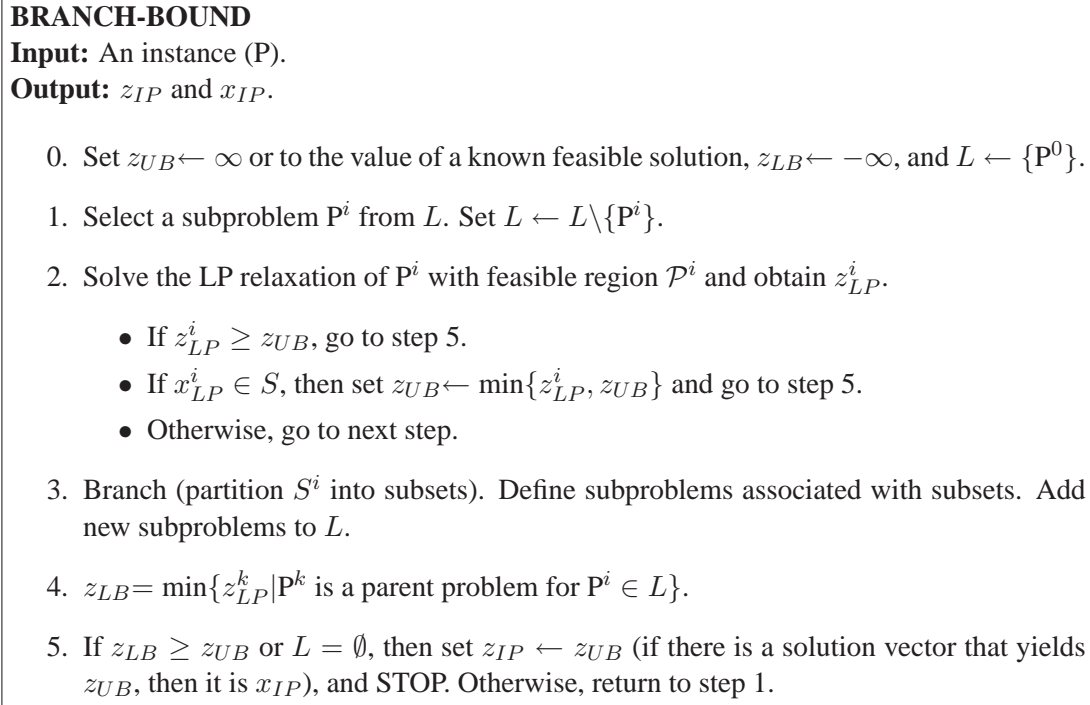 BRANCH-BOUND
Input: An instance (P).
Output: z_{IP} and x_{IP}.
0. Set z_{UB}← ∞ or to the value of a known feasible solution, z_{LB}← −∞, and L ← {P^0}.
1. Select a subproblem P^i from L. Set L ← L\{P^i}.
2. Solve the LP relaxation of P^i with feasible region 𝒫^i and obtain z^i_{LP}.
• If z^i_{LP} ≥ z_{UB}, go to step 5.
• If x^i_{LP} ∈ S, then set z_{UB}← min{z^i_{LP}, z_{UB}} and go to step 5.
• Otherwise, go to next step.
3. Branch (partition S^i into subsets). Define subproblems associated with subsets. Add
new subproblems to L.
4. z_{LB}= min{z^k_{LP}|P^k is a parent problem for P^i ∈ L}.
5. If z_{LB} ≥ z_{UB} or L = ∅, then set z_{IP} ← z_{UB} (if there is a solution vector that yields
z_{UB}, then it is x_{IP}), and STOP. Otherwise, return to step 1.